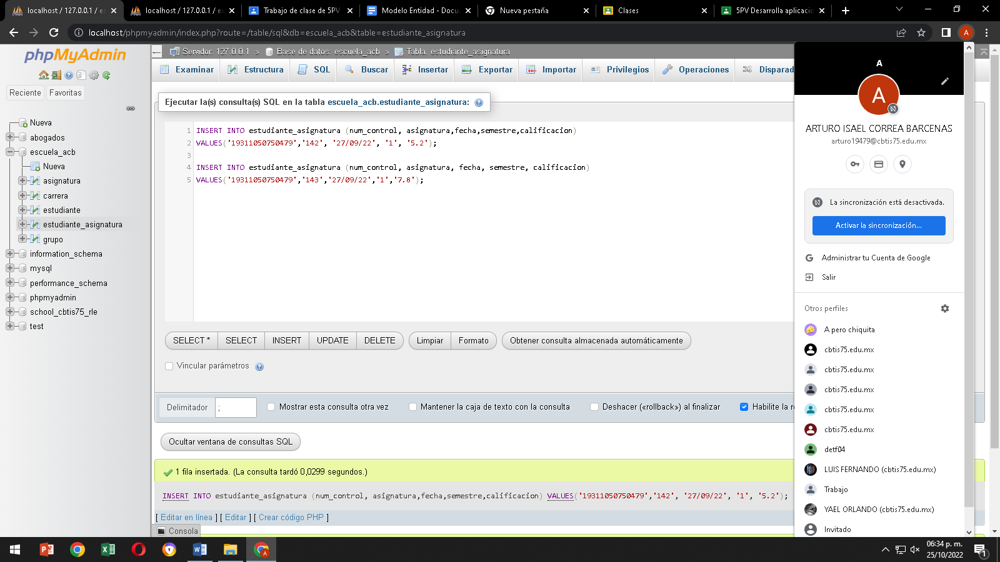 localhost / 127.0.0.1 / es
localhost / 127.0.0.1 / es
Trabajo de clase de 5PV
Modelo Entidad - Docum
Nueva pestaña
Clases
5PV Desarrolla aplicacio
localhost/phpmyadmin/index.php?route=/table/sql&db=escuela_acb&table=estudiante_asignatura
A
phpMyAdmin
Reciente
Favoritas
Nueva
abogados
escuela_acb
Nueva
asignatura
carrera
estudiante
estudiante_asignatura
grupo
information_schema
mysql
performance_schema
phpmyadmin
school_cbtis75_rle
test
Servidor: 127.0.0.1 » Base de datos: escuela_acb » Tabla: estudiante_asignatura
Examinar
Estructura
SQL
Buscar
Insertar
Exportar
Importar
Privilegios
Operaciones
Disparad
Ejecutar la(s) consulta(s) SQL en la tabla escuela_acb.estudiante_asignatura:
1 INSERT INTO estudiante_asignatura (num_control, asignatura,fecha,semestre,calificacion)
2 VALUES('19311050750479','142', '27/09/22', '1', '5.2');
3
4 INSERT INTO estudiante_asignatura (num_control, asignatura, fecha, semestre, calificacion)
5 VALUES('19311050750479','143','27/09/22','1','7.8');
SELECT *
SELECT
INSERT
UPDATE
DELETE
Limpiar
Formato
Obtener consulta almacenada automáticamente
Vincular parámetros
Delimitador
;
Mostrar esta consulta otra vez
Mantener la caja de texto con la consulta
Deshacer («rollback») al finalizar
Habilite la r
Ocultar ventana de consultas SQL
1 fila insertada. (La consulta tardó 0,0299 segundos.)
INSERT INTO estudiante_asignatura (num_control, asignatura,fecha,semestre,calificacion) VALUES('19311050750479','142', '27/09/22', '1', '5.2');
[ Editar en línea ] [ Editar ] [ Crear código PHP ]
Consola
A
A
ARTURO ISAEL CORREA BARCENAS
arturo19479@cbtis75.edu.mx
La sincronización está desactivada.
Activar la sincronización...
Administrar tu Cuenta de Google
Salir
Otros perfiles
A pero chiquita
cbtis75.edu.mx
cbtis75.edu.mx
cbtis75.edu.mx
cbtis75.edu.mx
cbtis75.edu.mx
detf04
LUIS FERNANDO (cbtis75.edu.mx)
Trabajo
YAEL ORLANDO (cbtis75.edu.mx)
Invitado
06:34 p. m.
25/10/2022
1